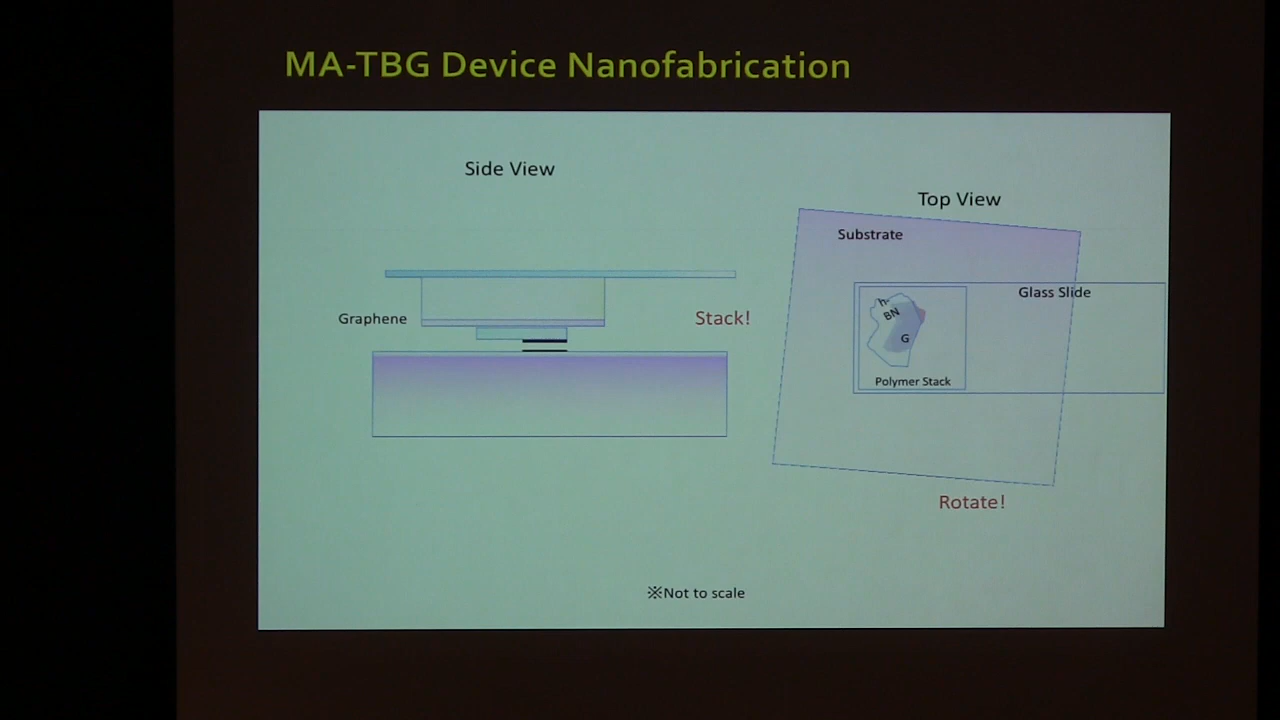 MA-TBG Device Nanofabrication
Side View
Top View
Substrate
Glass Slide
Graphene
Stack!
h-
BN
G
Polymer Stack
Rotate!
※Not to scale